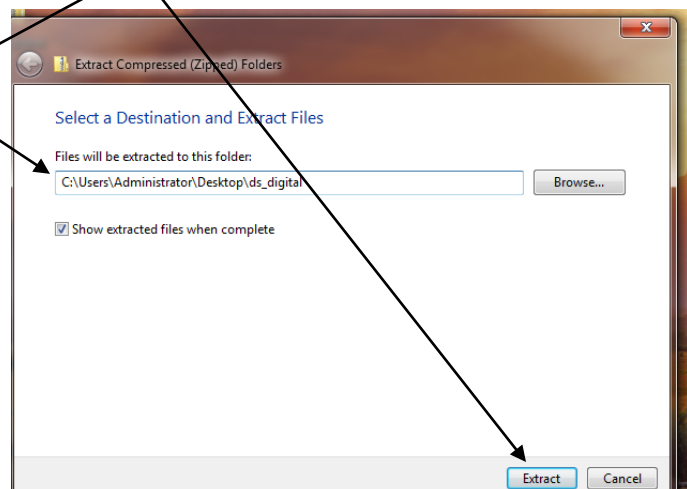 Extract Compressed (Zipped) Folders
Select a Destination and Extract Files
Files will be extracted to this folder:
C:\Users\Administrator\Desktop\ds_digital
Browse...
Show extracted files when complete
Extract
Cancel